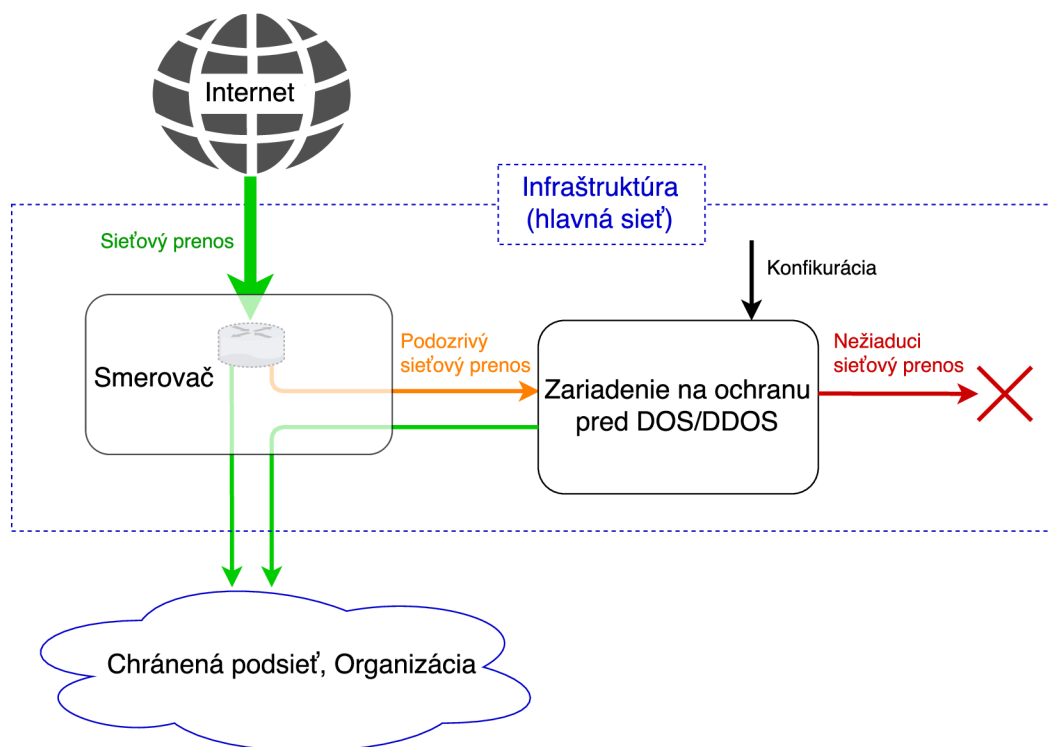 Internet
Infraštruktúra
(hlavná sieť)
Sieťový prenos
Konfikurácia
Smerovač
Podozrivý
sieťový prenos
Zariadenie na ochranu
pred DOS/DDOS
Nežiaduci
sieťový prenos
Chránená podsieť, Organizácia